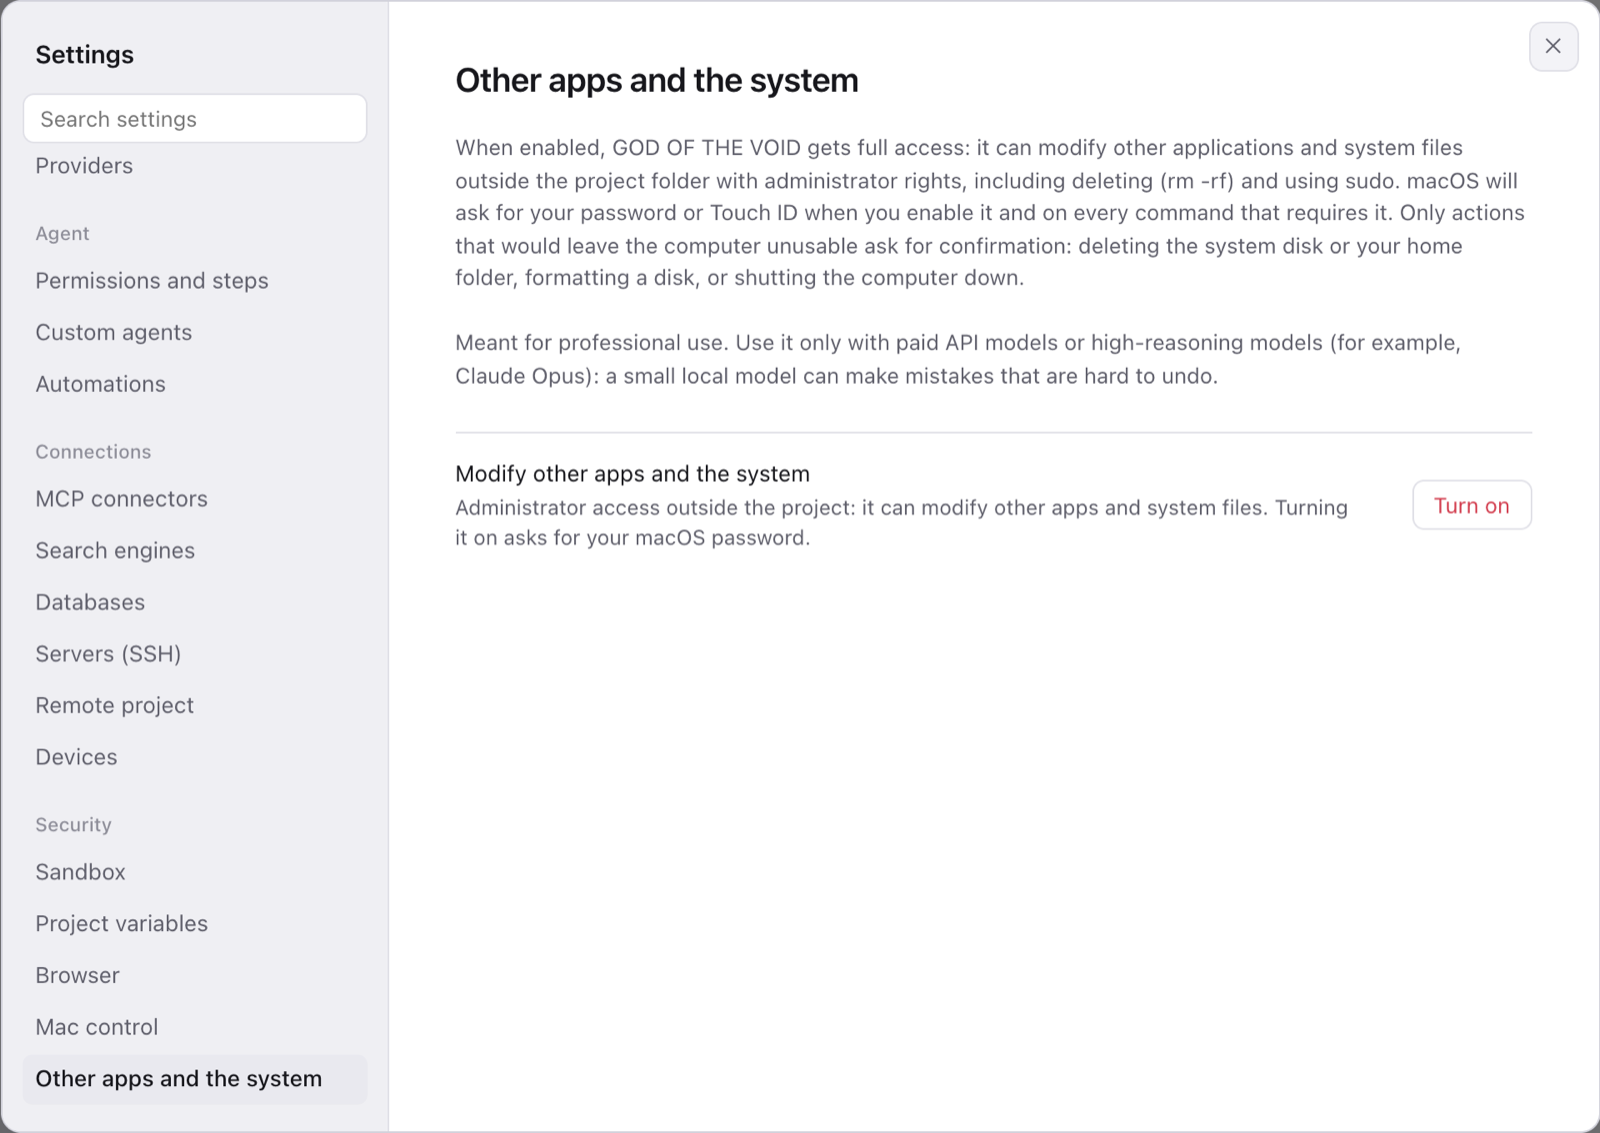 Settings
Search settings
Providers
Agent
Permissions and steps
Custom agents
Automations
Connections
MCP connectors
Search engines
Databases
Servers (SSH)
Remote project
Devices
Security
Sandbox
Project variables
Browser
Mac control
Other apps and the system
Other apps and the system
When enabled, GOD OF THE VOID gets full access: it can modify other applications and system files
outside the project folder with administrator rights, including deleting (rm -rf) and using sudo. macOS will
ask for your password or Touch ID when you enable it and on every command that requires it. Only actions
that would leave the computer unusable ask for confirmation: deleting the system disk or your home
folder, formatting a disk, or shutting the computer down.
Meant for professional use. Use it only with paid API models or high-reasoning models (for example,
Claude Opus): a small local model can make mistakes that are hard to undo.
Modify other apps and the system
Administrator access outside the project: it can modify other apps and system files. Turning
it on asks for your macOS password.
Turn on